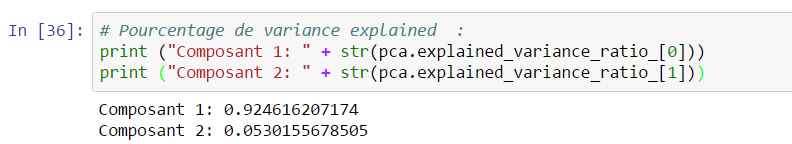 In [36]: # Pourcentage de variance explained  :
print ("Composant 1: " + str(pca.explained_variance_ratio_[0]))
print ("Composant 2: " + str(pca.explained_variance_ratio_[1]))
Composant 1: 0.924616207174
Composant 2: 0.0530155678505